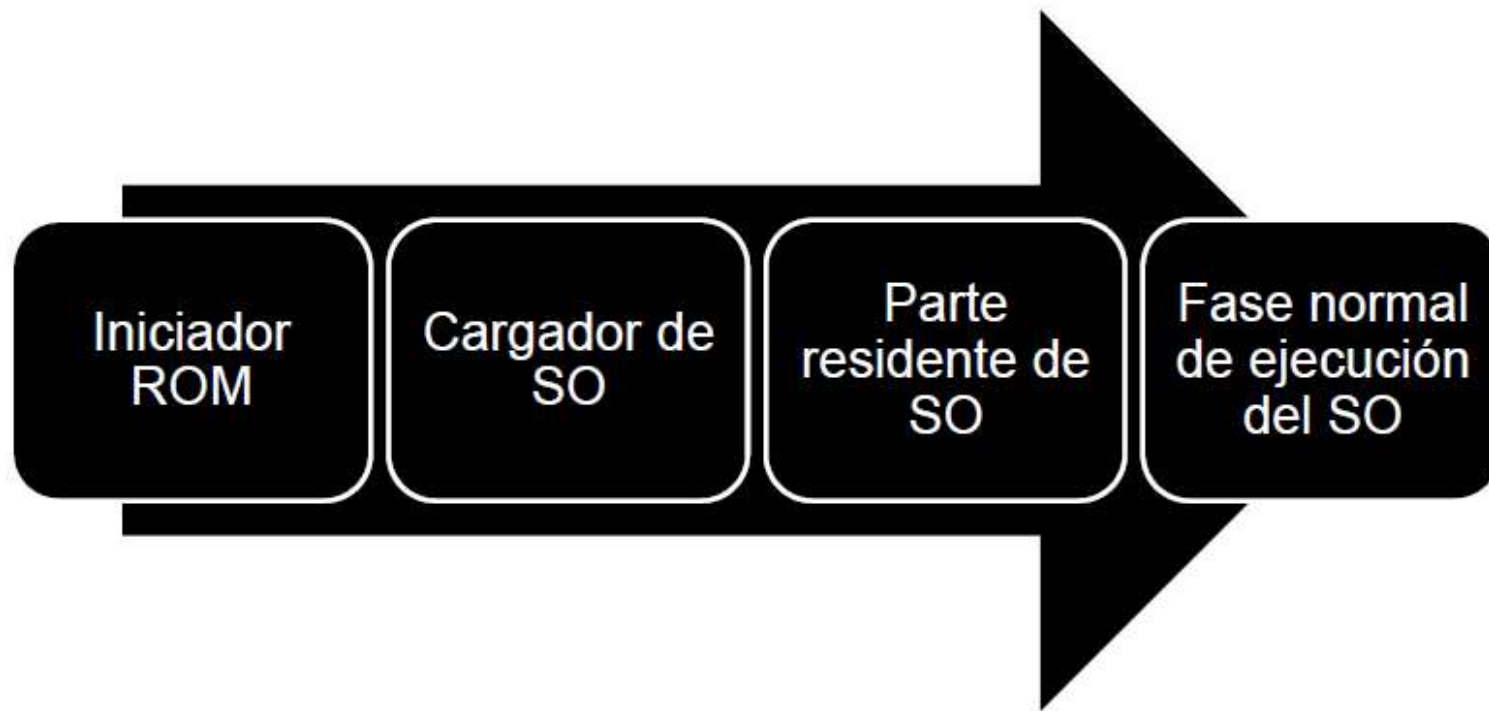 Iniciador
ROM
Cargador de
SO
Parte
residente de
SO
Fase normal
de ejecución
del SO